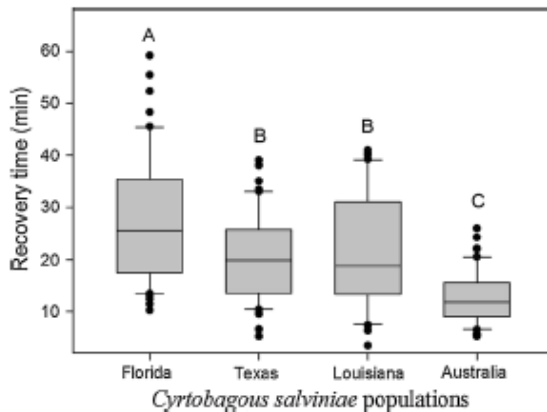 Recovery time (min)
60
50
40
30
20
10
A
B
B
C
Florida
Texas
Louisiana
Australia
Cyrtobagous salviniae populations